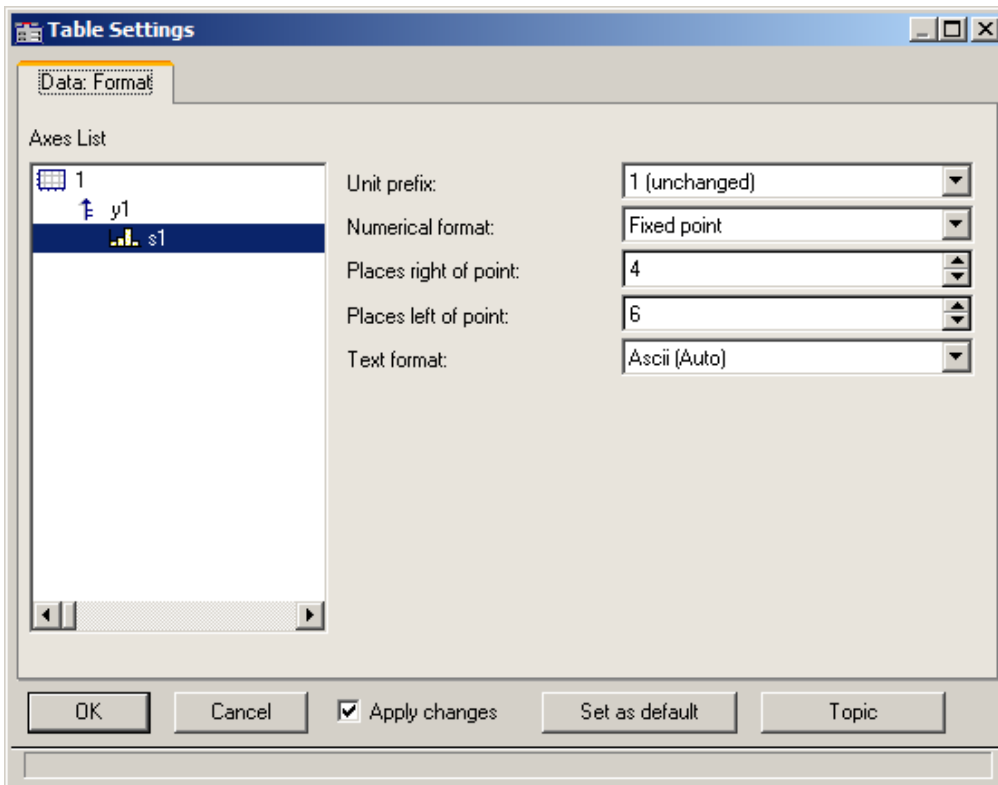 Table Settings
Data: Format
Axes List
1
y1
s1
Unit prefix: 1 (unchanged)
Numerical format: Fixed point
Places right of point: 4
Places left of point: 6
Text format: Ascii (Auto)
OK Cancel Apply changes Set as default Topic